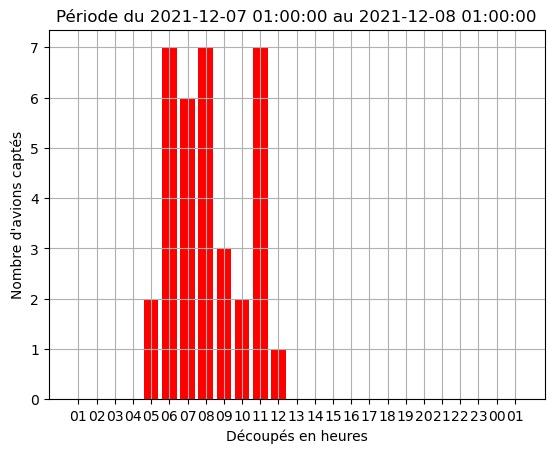 Période du 2021-12-07 01:00:00 au 2021-12-08 01:00:00
Nombre d'avions captés
7
6
5
4
3
2
1
0
01 02 03 04 05 06 07 08 09 10 11 12 13 14 15 16 17 18 19 20 21 22 23 00 01
Découpés en heures